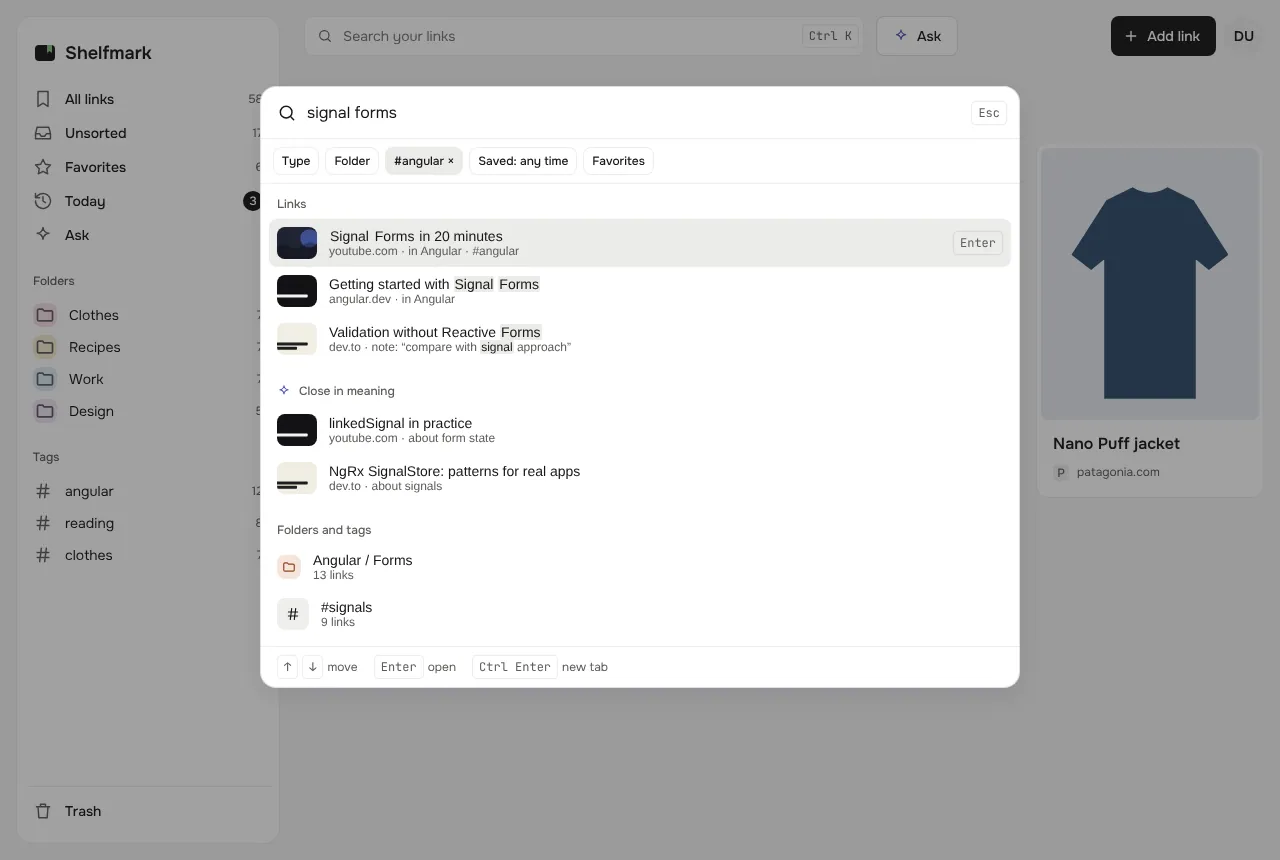 Shelfmark
Search your links
Ctrl K
Ask
Add link
DU
All links
Unsorted
Favorites
Today
3
Ask
Folders
Clothes
Recipes
Work
Design
Tags
angular
reading
clothes
Trash
signal forms
Esc
Type
Folder
#angular ×
Saved: any time
Favorites
Links
Signal Forms in 20 minutes
youtube.com · in Angular · #angular
Enter
Getting started with Signal Forms
angular.dev · in Angular
Validation without Reactive Forms
dev.to · note: “compare with signal approach”
Close in meaning
linkedSignal in practice
youtube.com · about form state
NgRx SignalStore: patterns for real apps
dev.to · about signals
Folders and tags
Angular / Forms
13 links
#
#signals
9 links
↑ ↓ move Enter open Ctrl Enter new tab
Nano Puff jacket
P patagonia.com